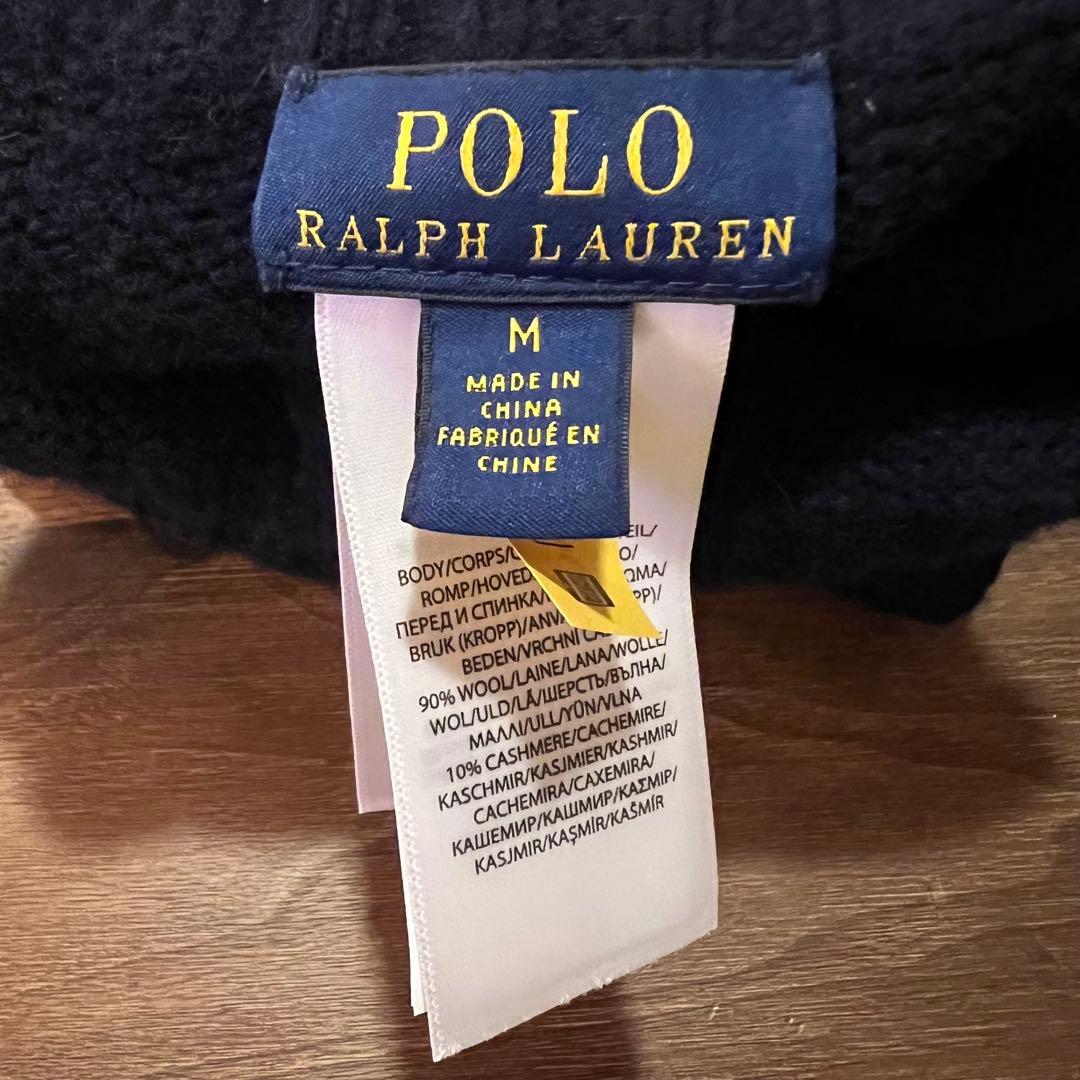 POLO
RALPH LAUREN
M
MADE IN
CHINA
FABRIQUÉ EN
CHINE
BODY/CORPS/
ROMP/HOVED
ПЕРЕД И СПИНКА/
BRUK (KROPP)/
BEDEN/VRCHNÍ
90% WOOL/LAINE/LANA/WOLLE/
WOL/ULD/LÃ/ШЕРСТЬ/ВЪЛНА/
ΜΑΛΛΙ/ULL/YÜN/VLNA
10% CASHMERE/CACHEMIRE/
KASCHMIR/KASJMIER/KASHMIR/
CACHEMIRA/CAXEMIRA/
КАШЕМИР/КАШМИР/ΚΑΣΜΙΡ/
KASJMIR/KAŞMİR/KAŠMÍR